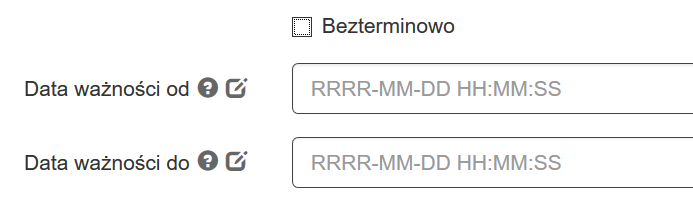 Bezterminowo
Data ważności od RRRR-MM-DD HH:MM:SS
Data ważności do RRRR-MM-DD HH:MM:SS